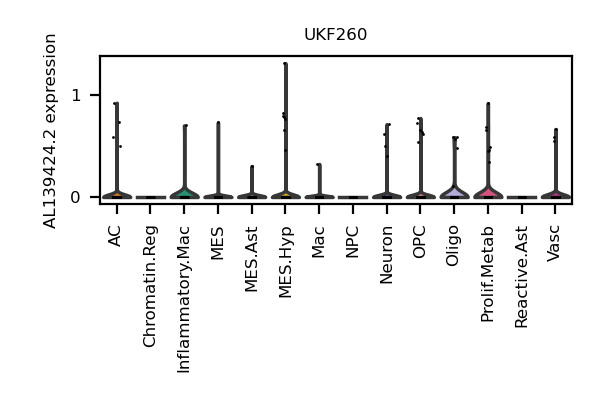 UKF260
AL139424.2 expression
1
0
AC
Chromatin.Reg
Inflammatory.Mac
MES
MES.Ast
MES.Hyp
Mac
NPC
Neuron
OPC
Oligo
Prolif.Metab
Reactive.Ast
Vasc